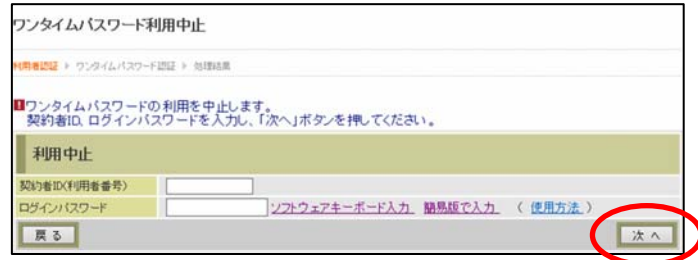 ワンタイムパスワード利用中止
利用者認証 ▸ ワンタイムパスワード認証 ▸ 処理結果
!ワンタイムパスワードの利用を中止します。
契約者ID、ログインパスワードを入力し、「次へ」ボタンを押してください。
利用中止
契約者ID(利用者番号)
ログインパスワード ソフトウェアキーボード入力 簡易版で入力 ( 使用方法 )
戻る 次へ